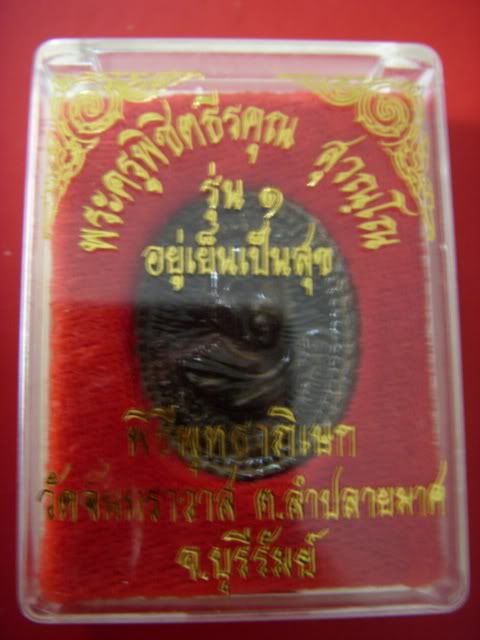 พระครูพิชิตธีรคุณ สุวณฺโณ
รุ่น ๑
อยู่เย็นเป็นสุข
พิธีพุทธาภิเษก
วัดจันทราวาส ต.ลำปลายมาศ
จ.บุรีรัมย์